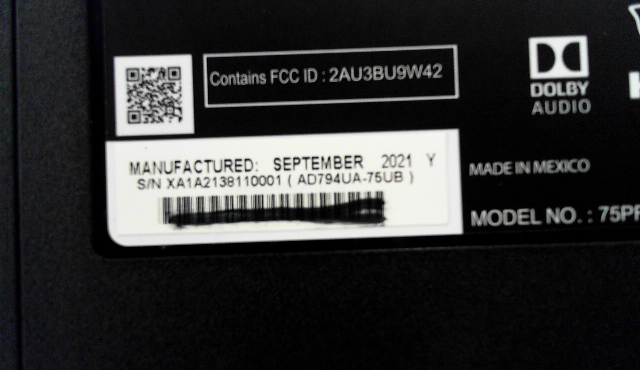 Contains FCC ID : 2AU3BU9W42
DOLBY
AUDIO
MANUFACTURED: SEPTEMBER 2021 Y
S/N XA1A2138110001 ( AD794UA-75UB )
MADE IN MEXICO
MODEL NO. : 75PF